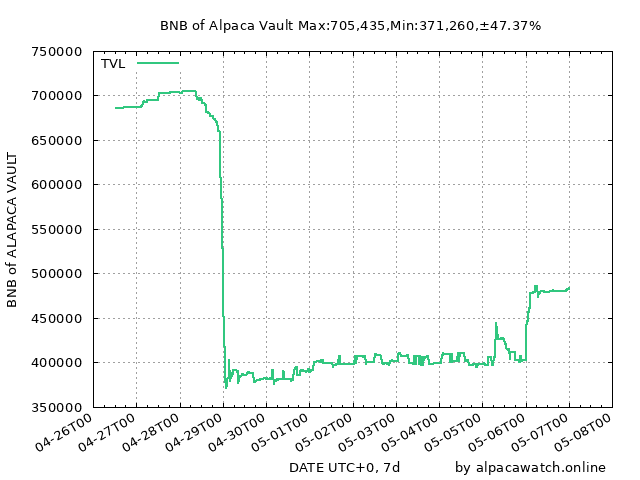 BNB of Alpaca Vault Max:705,435,Min:371,260,±47.37%
TVL
BNB of ALAPACA VAULT
750000
700000
650000
600000
550000
500000
450000
400000
350000
04-26T00
04-27T00
04-28T00
04-29T00
04-30T00
05-01T00
05-02T00
05-03T00
05-04T00
05-05T00
05-06T00
05-07T00
05-08T00
DATE UTC+0, 7d
by alpacawatch.online